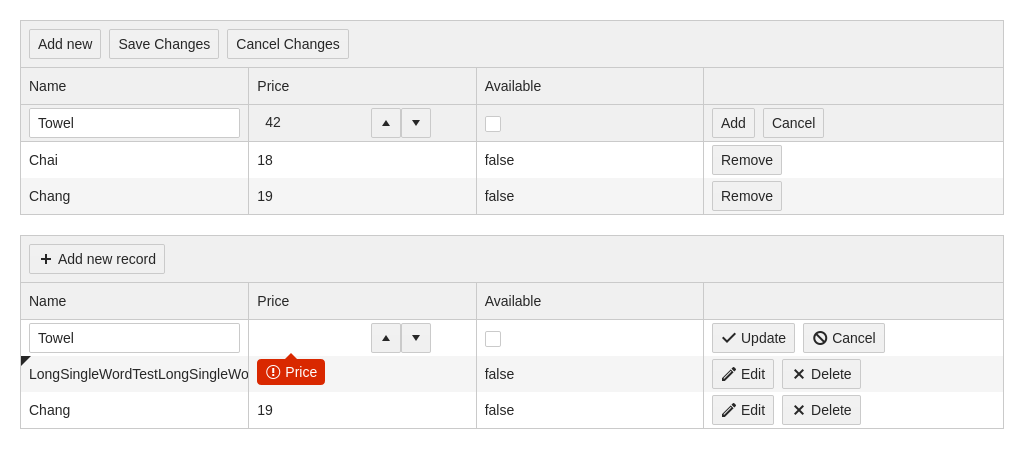 Add new Save Changes Cancel Changes
Name Price Available
Towel 42 Add Cancel
Chai 18 false Remove
Chang 19 false Remove
Add new record
Name Price Available
Towel Update Cancel
LongSingleWordTestLongSingleWo Price false Edit Delete
Chang 19 false Edit Delete